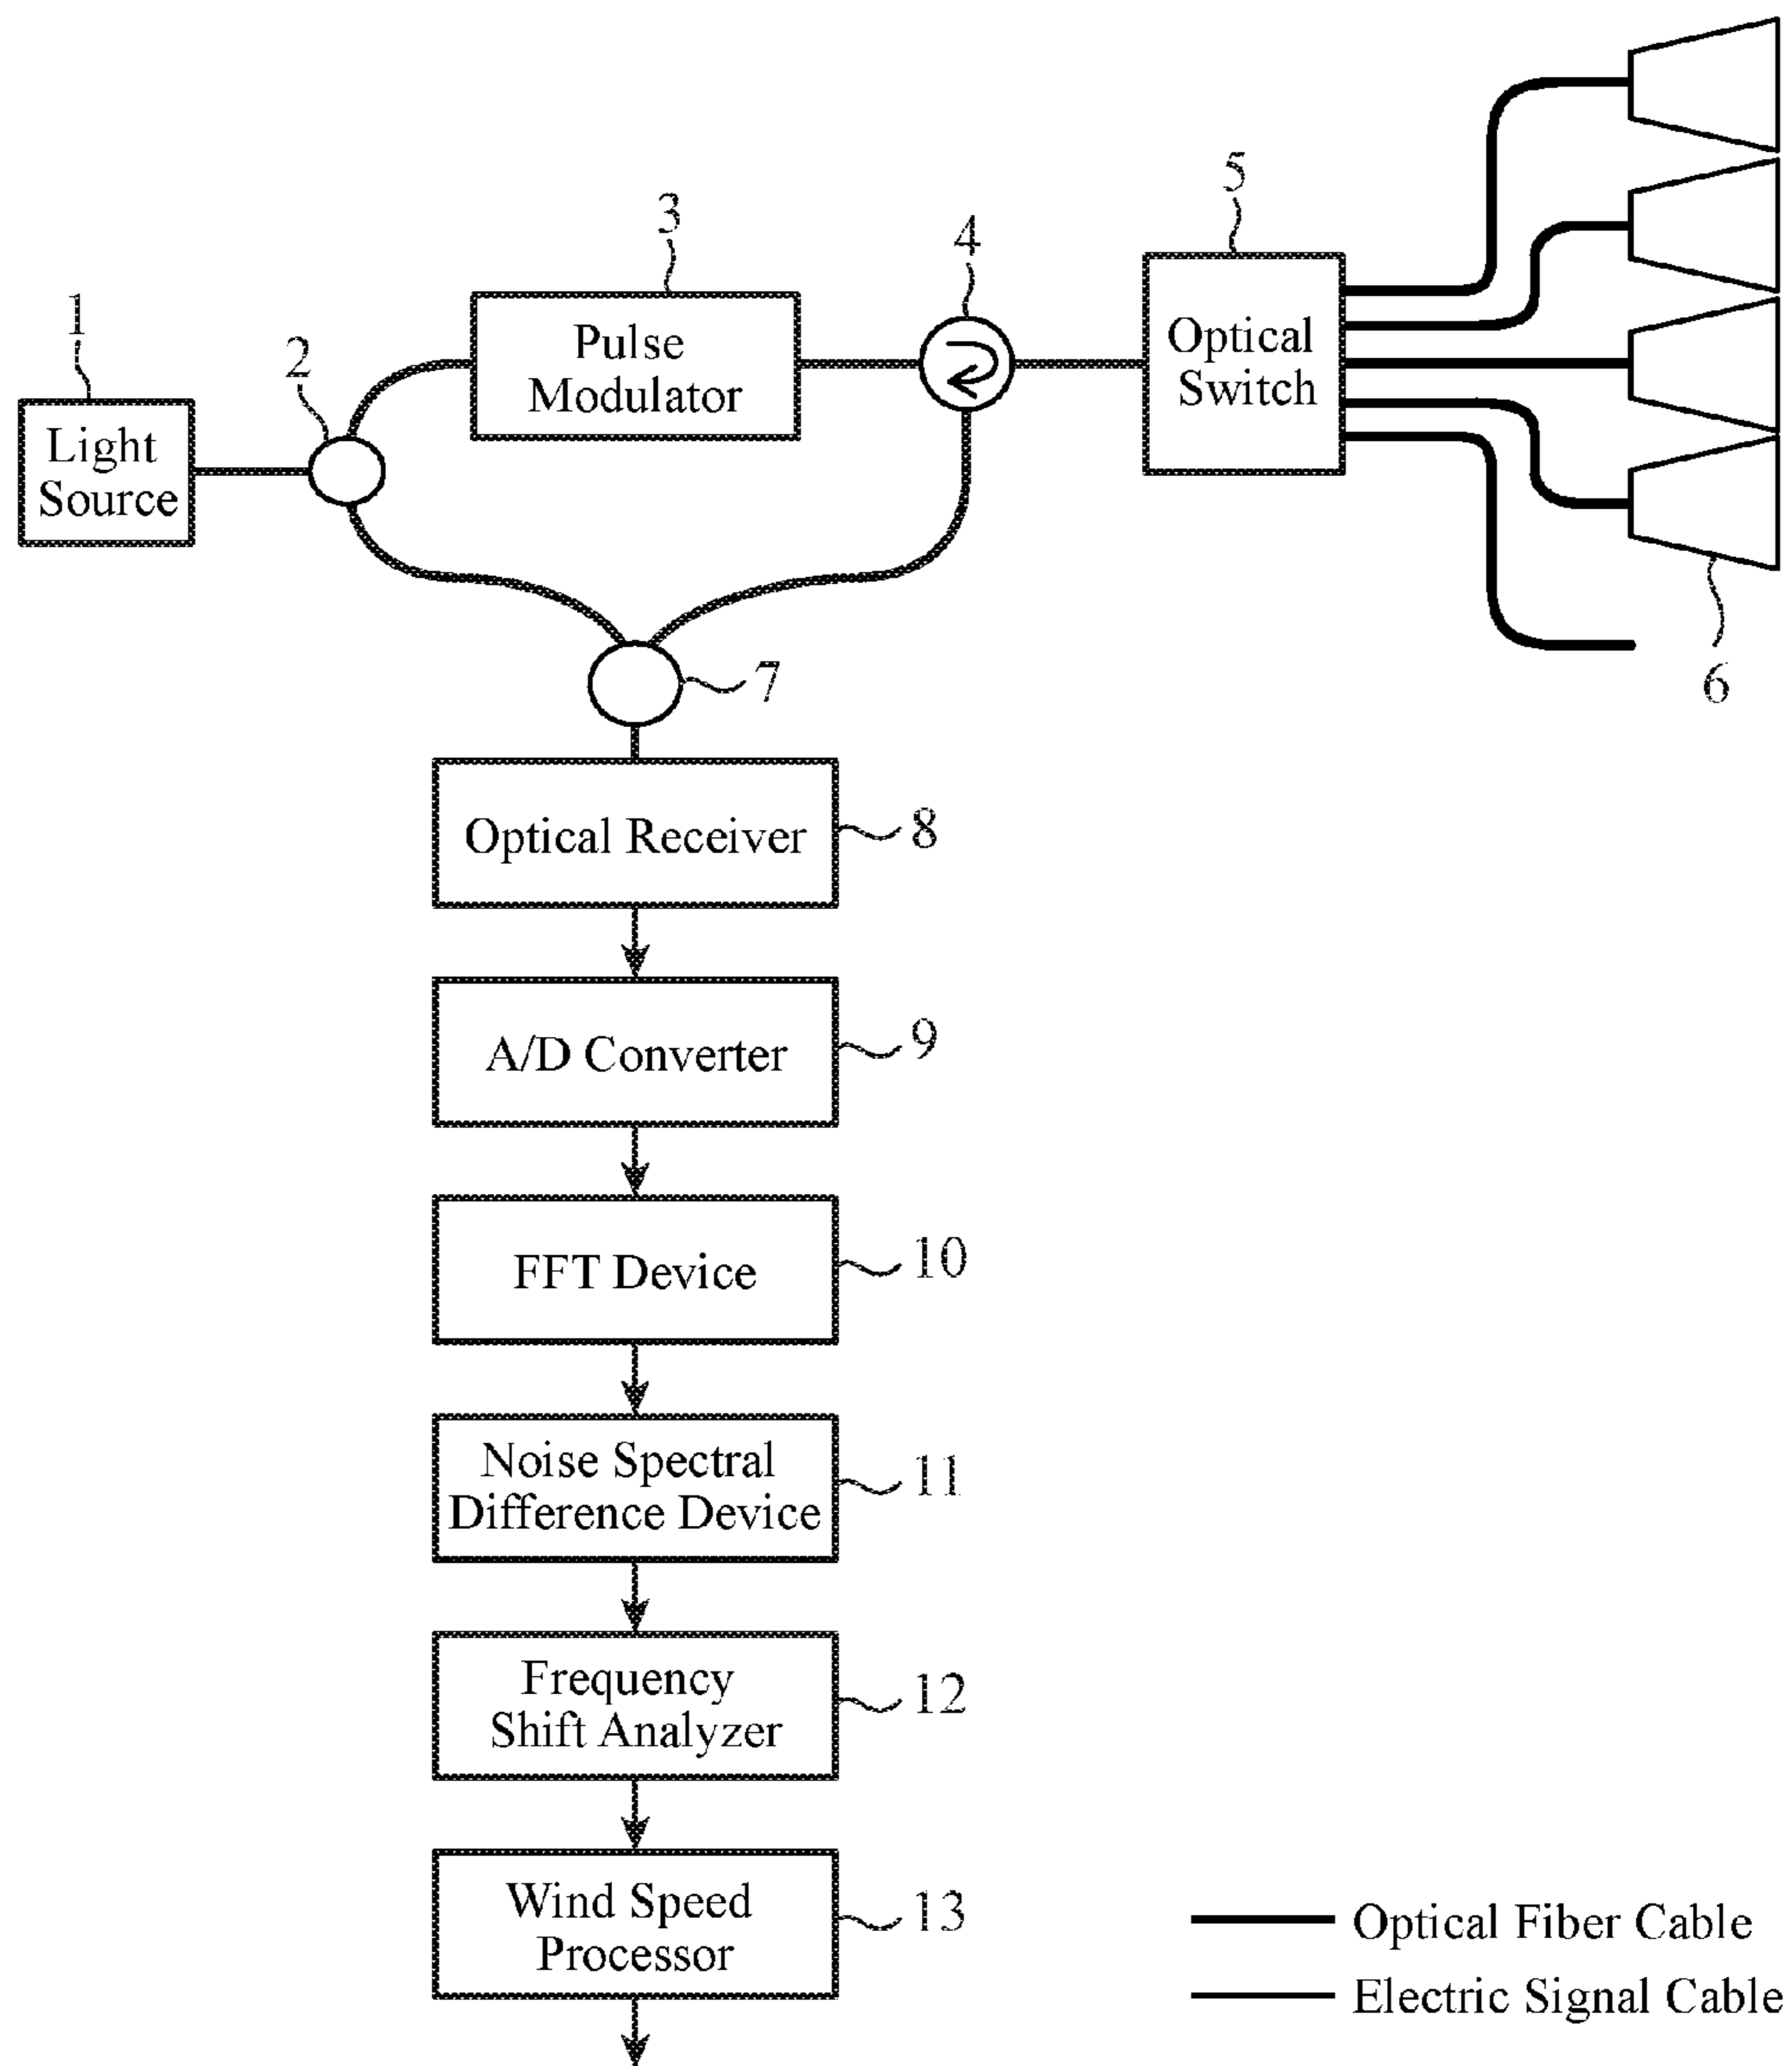 5
3
4
1
2
Pulse
Modulator
Optical
Switch
Light
Source
7
6
Optical Receiver
8
A/D Converter
9
FFT Device
10
Noise Spectral
Difference Device
11
Frequency
Shift Analyzer
12
Wind Speed
Processor
13
Optical Fiber Cable
Electric Signal Cable